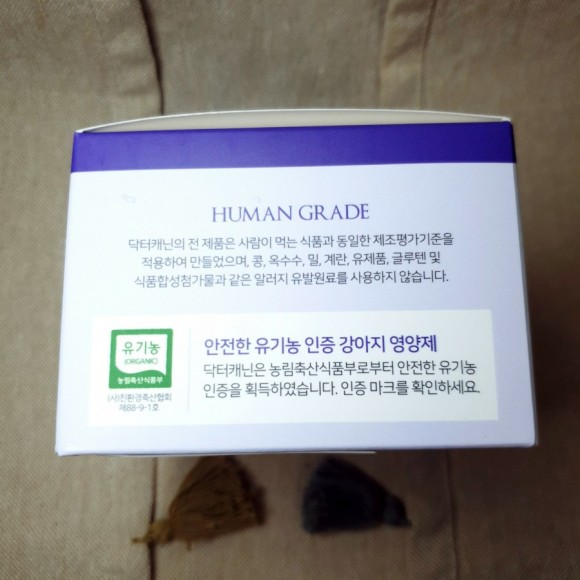 HUMAN GRADE
닥터캐닌의 전 제품은 사람이 먹는 식품과 동일한 제조평가기준을
적용하여 만들었으며, 콩, 옥수수, 밀, 계란, 유제품, 글루텐 및
식품합성첨가물과 같은 알러지 유발원료를 사용하지 않습니다.
유기농
(ORGANIC)
농림축산식품부
(사)친환경축산협회
제88-9-1호
안전한 유기농 인증 강아지 영양제
닥터캐닌은 농림축산식품부로부터 안전한 유기농
인증을 획득하였습니다. 인증 마크를 확인하세요.